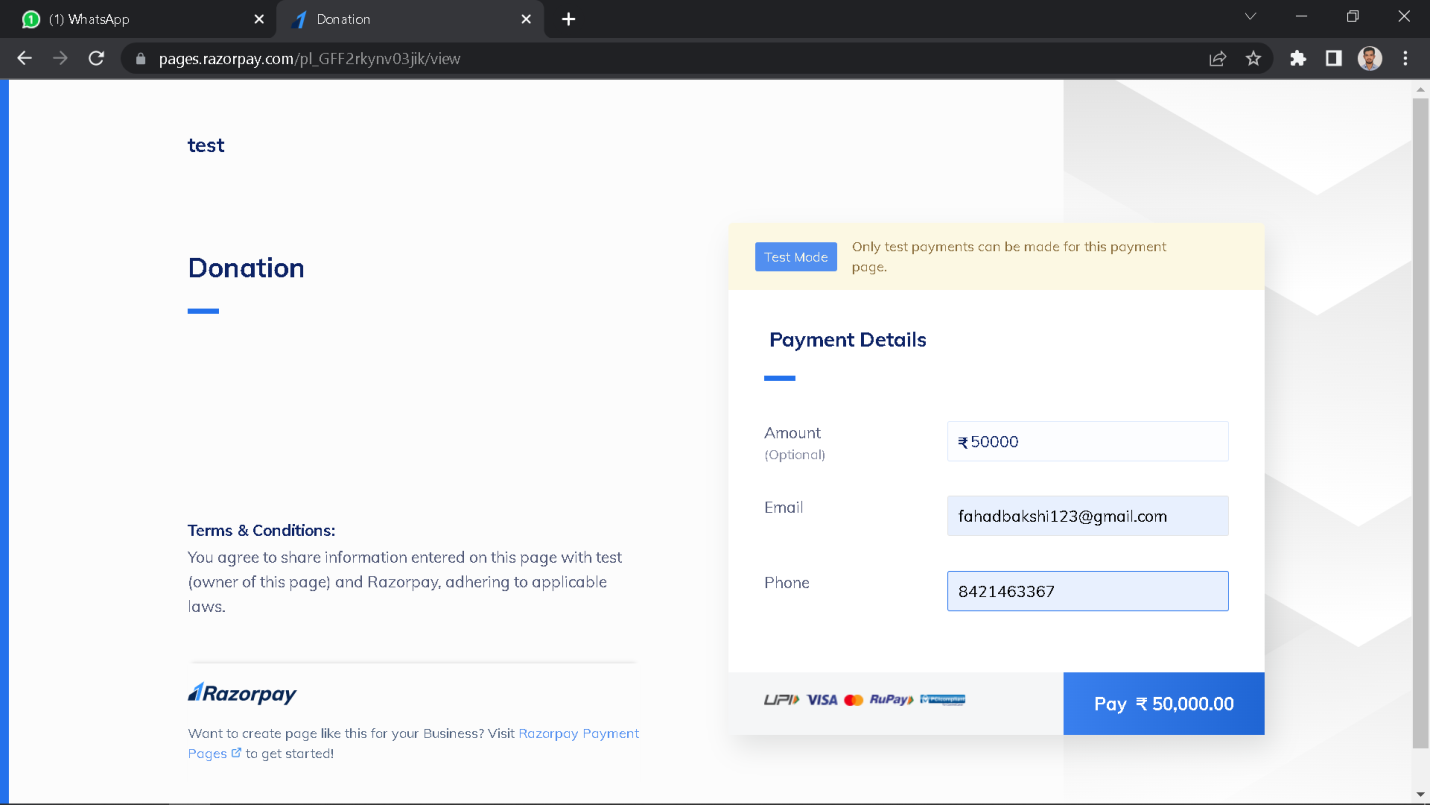 (1) WhatsApp
Donation
pages.razorpay.com/pl_GFF2rkynv03jik/view
test
Donation
Test Mode
Only test payments can be made for this payment
page.
Payment Details
Amount
(Optional)
₹ 50000
Email
fahadbakshi123@gmail.com
Phone
8421463367
Terms & Conditions:
You agree to share information entered on this page with test
(owner of this page) and Razorpay, adhering to applicable
laws.
Razorpay
Want to create page like this for your Business? Visit Razorpay Payment
Pages to get started!
UPI VISA RuPay
Pay ₹ 50,000.00